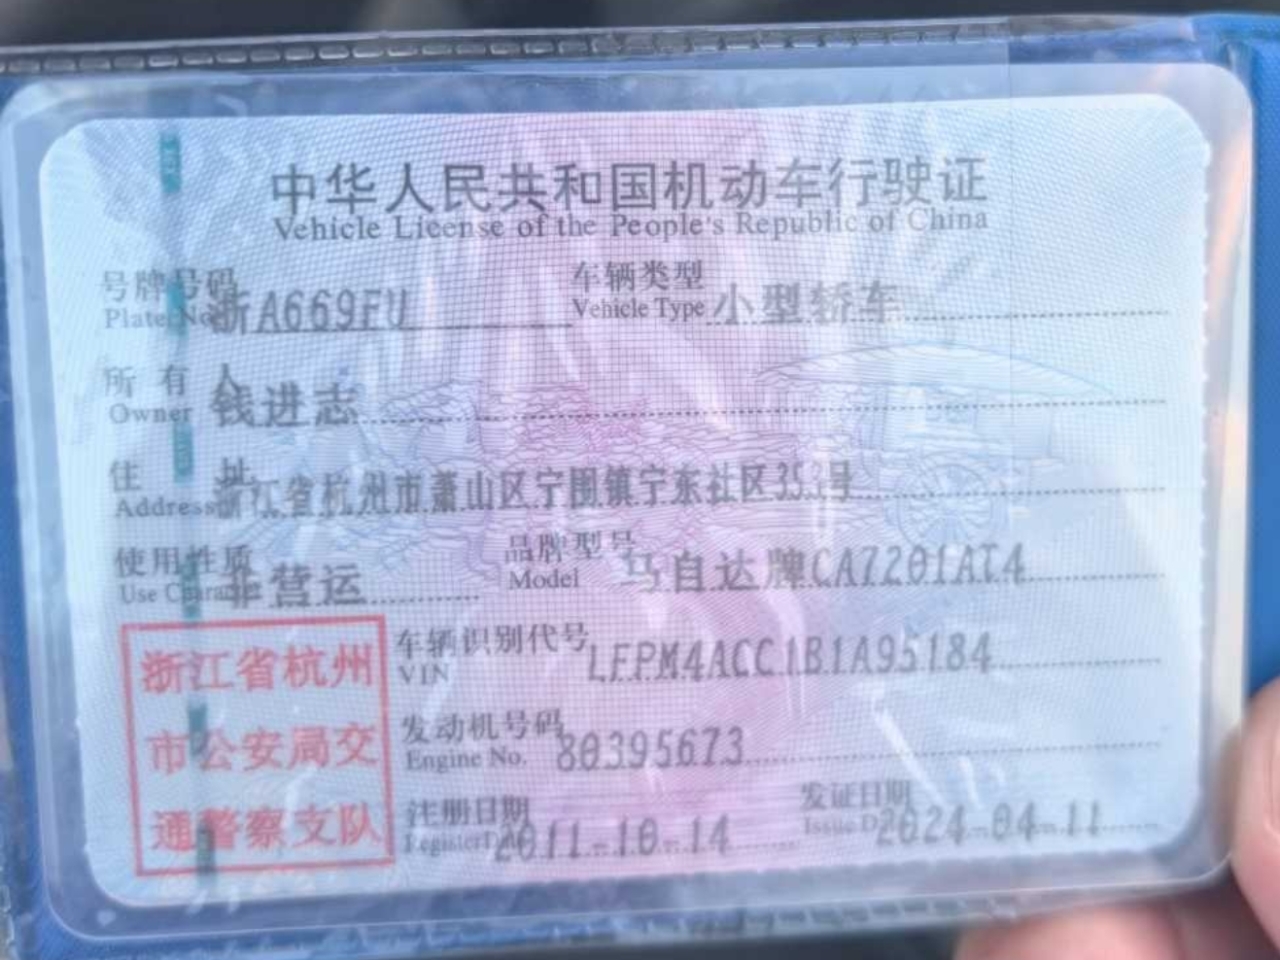 中华人民共和国机动车行驶证
Vehicle License of the People's Republic of China
号牌号码 浙A669FU 车辆类型 小型轿车
Plate No. Vehicle Type
所有人 钱进志
Owner
住址 浙江省杭州市萧山区宁围镇宁东社区353号
Address
使用性质 非营运 品牌型号 马自达牌CA7201AT4
Use Model
车辆识别代号 LFPM4ACC1B1A95184
VIN
发动机号码 80395673
Engine No.
注册日期 2011-10-14 发证日期 2024-04-11
Register Issue
浙江省杭州
市公安局交
通警察支队